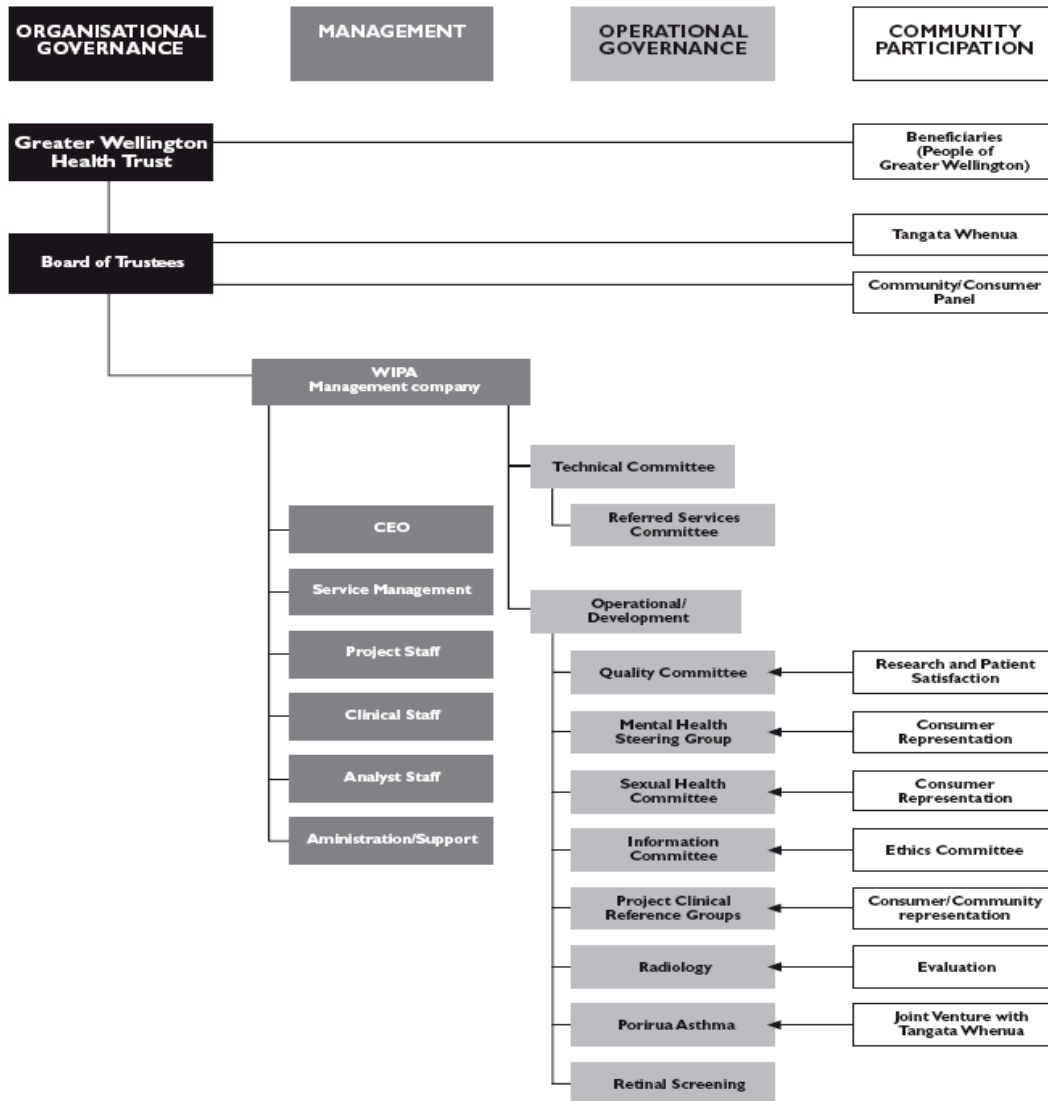 ORGANISATIONAL
GOVERNANCE
MANAGEMENT
OPERATIONAL
GOVERNANCE
COMMUNITY
PARTICIPATION
Greater Wellington
Health Trust
Beneficiaries
(People of
Greater Wellington)
Board of Trustees
Tangata Whenua
Community/Consumer
Panel
WIPA
Management company
Technical Committee
Referred Services
Committee
CEO
Service Management
Project Staff
Clinical Staff
Analyst Staff
Aministration/Support
Operational/
Development
Quality Committee
Research and Patient
Satisfaction
Mental Health
Steering Group
Consumer
Representation
Sexual Health
Committee
Consumer
Representation
Information
Committee
Ethics Committee
Project Clinical
Reference Groups
Consumer/Community
representation
Radiology
Evaluation
Porirua Asthma
Joint Venture with
Tangata Whenua
Retinal Screening